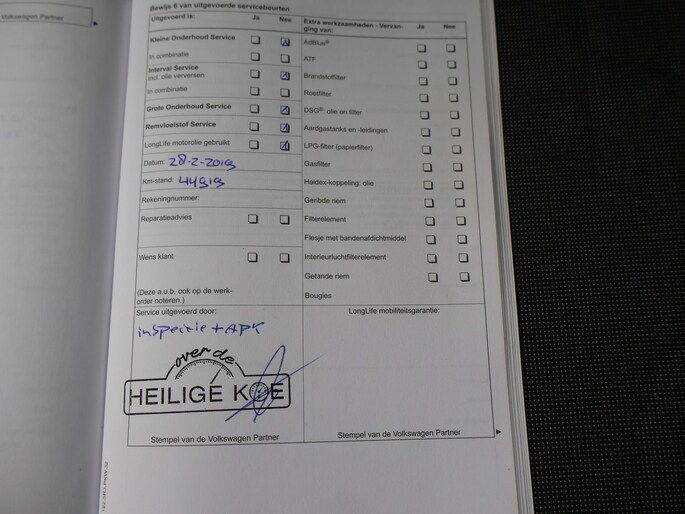 Volkswagen Partner
Bewijs 6 van uitgevoerde servicebeurten
Uitgevoerd is: Ja Nee
Kleine Onderhoud Service
In combinatie
Interval Service
incl. olie verversen
In combinatie
Grote Onderhoud Service
Remvloeistof Service
LongLife motorolie gebruikt
Datum: 28-2-2019
Km-stand: 44919
Rekeningnummer:
Reparatieadvies
Wens klant
(Deze a.u.b. ook op de werk-
order noteren.)
Extra werkzaamheden - Vervan-
ging van: Ja Nee
AdBlue®
ATF
Brandstoffilter
Roetfilter
DSG®: olie en filter
Aardgastanks en -leidingen
LPG-filter (papierfilter)
Gasfilter
Haldex-koppeling: olie
Geribde riem
Filterelement
Flesje met bandenafdichtmiddel
Interieurluchtfilterelement
Getande riem
Bougies
Service uitgevoerd door:
inspectie + APK
over de
HEILIGE KOE
Stempel van de Volkswagen Partner
LongLife mobiliteitsgarantie:
Stempel van de Volkswagen Partner